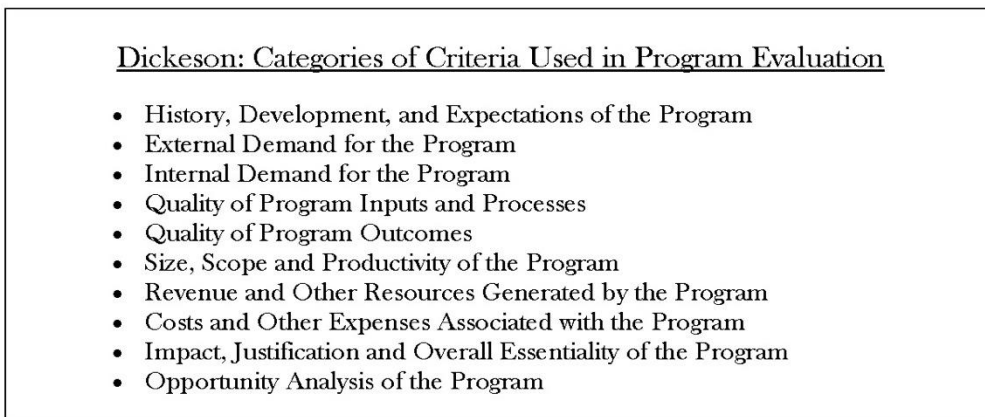 Dickeson: Categories of Criteria Used in Program Evaluation
• History, Development, and Expectations of the Program
• External Demand for the Program
• Internal Demand for the Program
• Quality of Program Inputs and Processes
• Quality of Program Outcomes
• Size, Scope and Productivity of the Program
• Revenue and Other Resources Generated by the Program
• Costs and Other Expenses Associated with the Program
• Impact, Justification and Overall Essentiality of the Program
• Opportunity Analysis of the Program